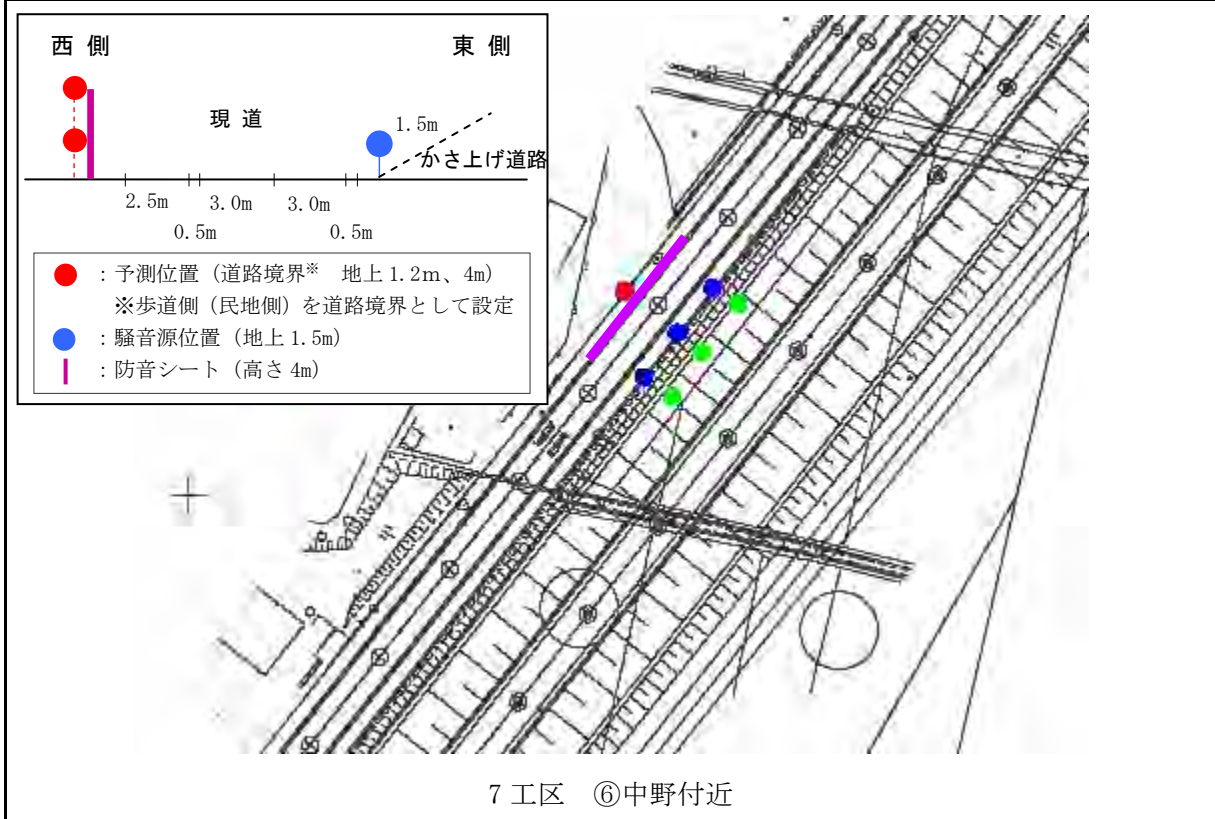 西 側 東 側
現 道
1.5m
かさ上げ道路
2.5m 3.0m 3.0m
0.5m 0.5m
：予測位置（道路境界※　地上 1.2m、4m）
※歩道側（民地側）を道路境界として設定
：騒音源位置（地上 1.5m）
：防音シート（高さ 4m）
7 工区　⑥中野付近